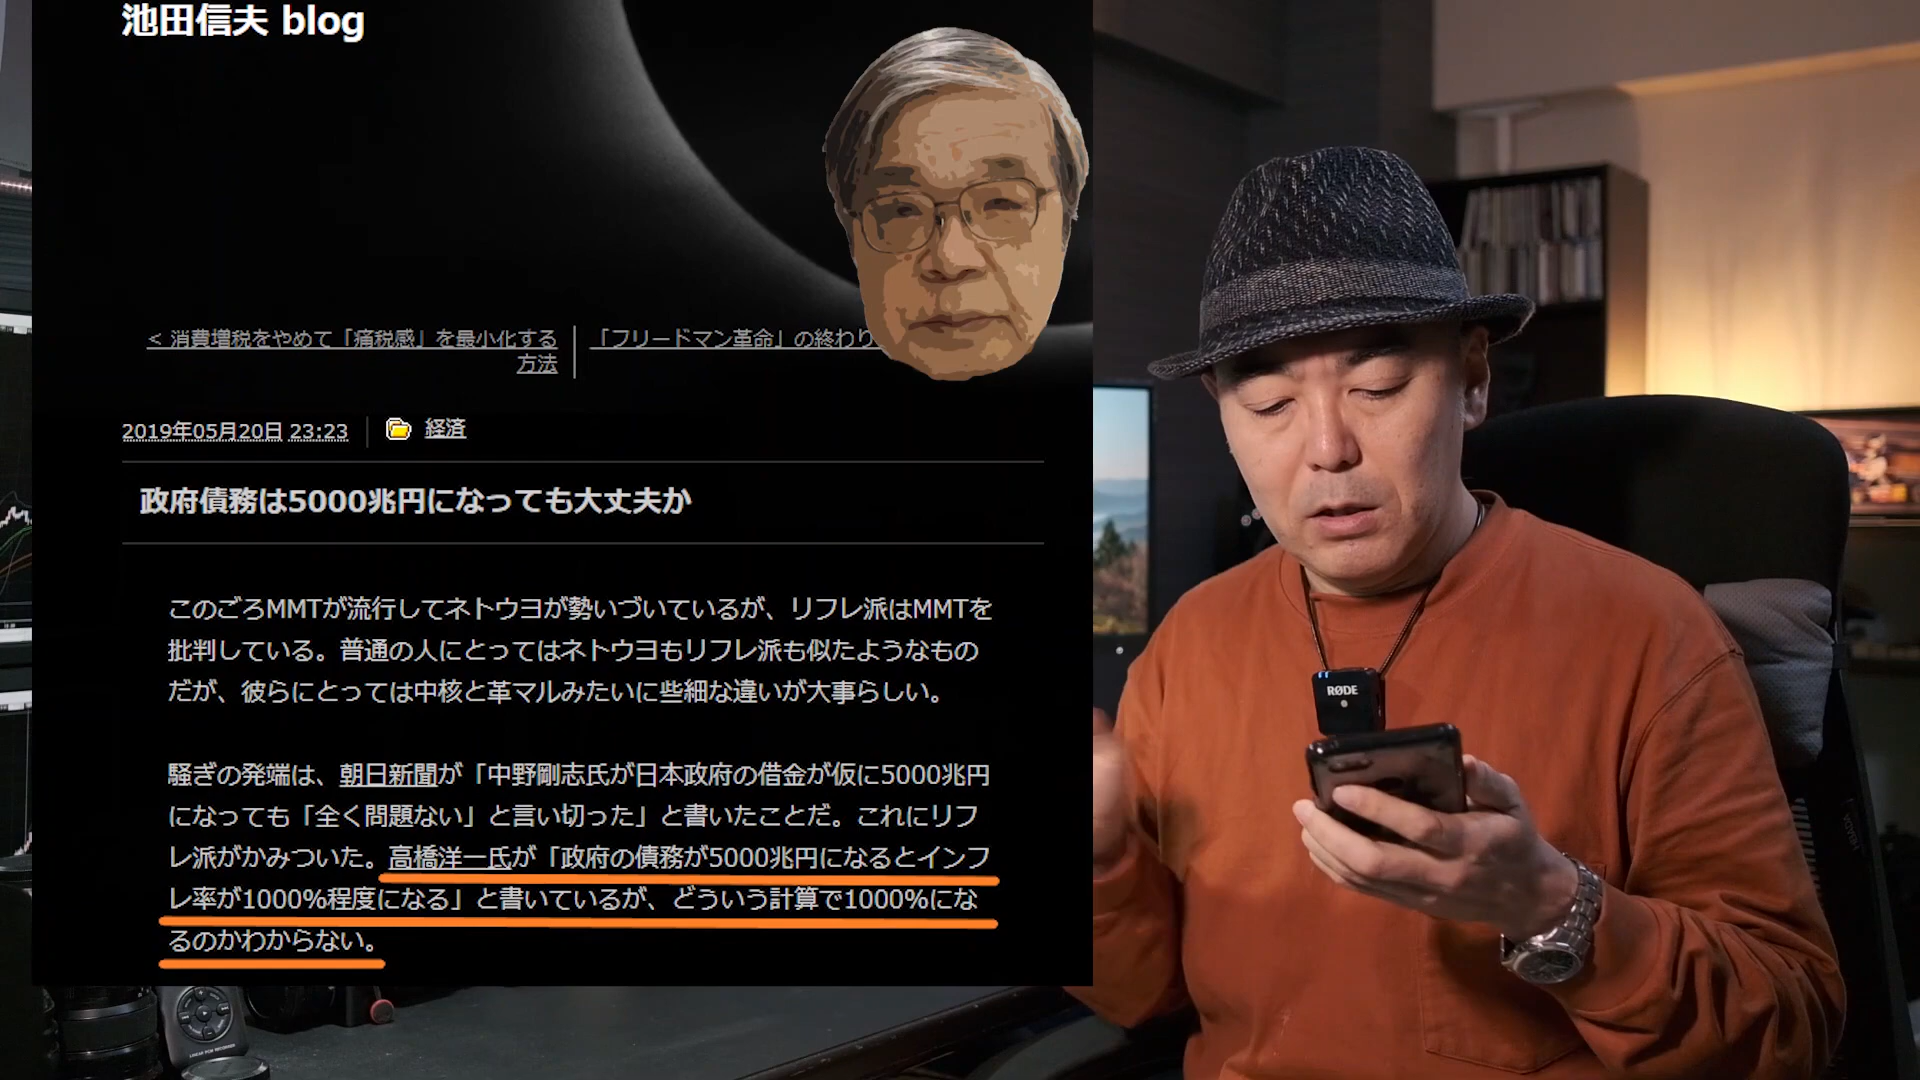 池田信夫 blog
< 消費増税をやめて「痛税感」を最小化する
方法
「フリードマン革命」の終わり
2019年05月20日 23:23
経済
政府債務は5000兆円になっても大丈夫か
このごろMMTが流行してネトウヨが勢いづいているが、リフレ派はMMTを
批判している。普通の人にとってはネトウヨもリフレ派も似たようなもの
だが、彼らにとっては中核と革マルみたいに些細な違いが大事らしい。
騒ぎの発端は、朝日新聞が「中野剛志氏が日本政府の借金が仮に5000兆円
になっても「全く問題ない」と言い切った」と書いたことだ。これにリフ
レ派がかみついた。高橋洋一氏が「政府の債務が5000兆円になるとインフ
レ率が1000%程度になる」と書いているが、どういう計算で1000%にな
るのかわからない。
RØDE
LINEAR PCM RECORDER